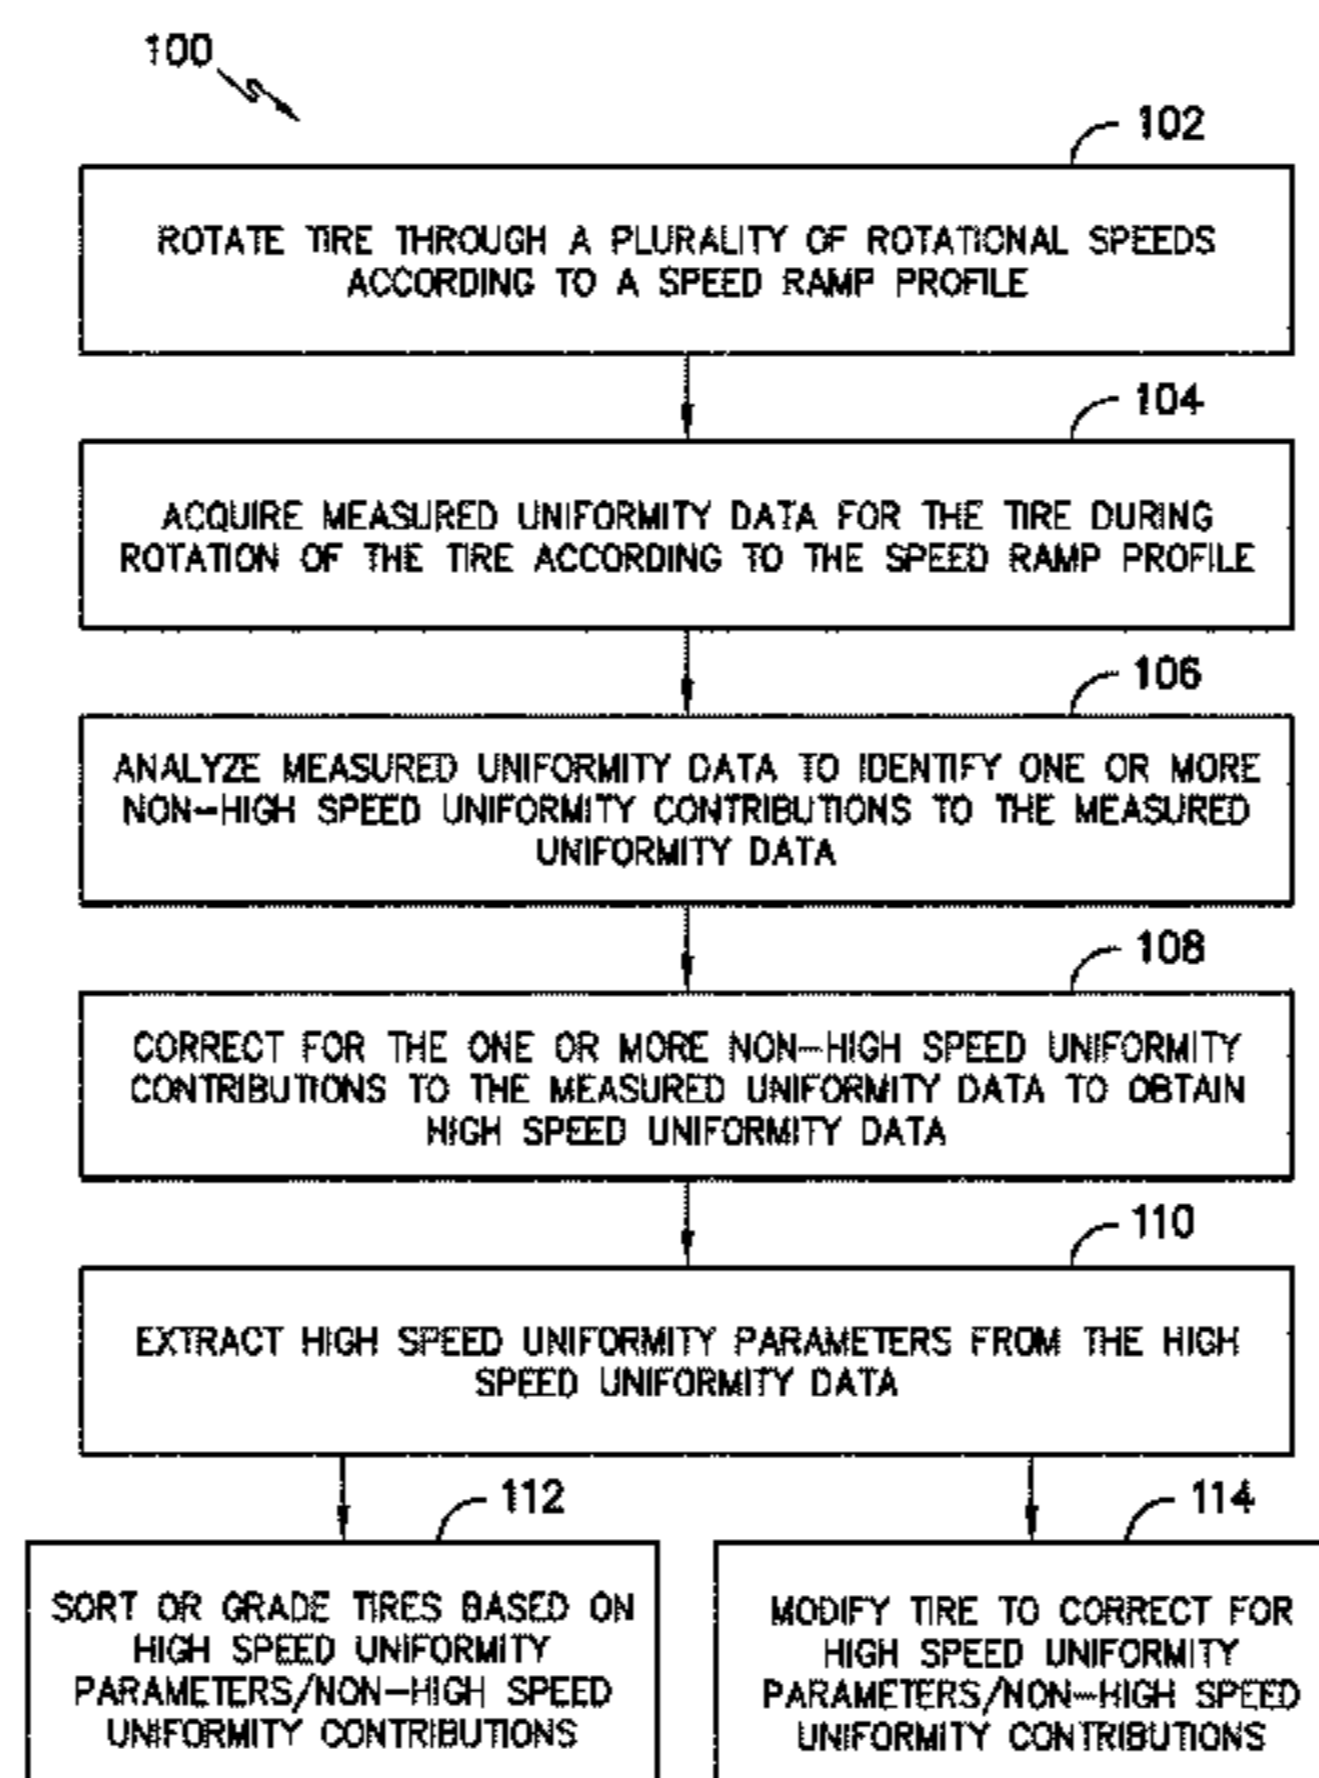 100
102
ROTATE TIRE THROUGH A PLURALITY OF ROTATIONAL SPEEDS
ACCORDING TO A SPEED RAMP PROFILE
104
ACQUIRE MEASURED UNIFORMITY DATA FOR THE TIRE DURING
ROTATION OF THE TIRE ACCORDING TO THE SPEED RAMP PROFILE
106
ANALYZE MEASURED UNIFORMITY DATA TO IDENTIFY ONE OR MORE
NON-HIGH SPEED UNIFORMITY CONTRIBUTIONS TO THE MEASURED
UNIFORMITY DATA
108
CORRECT FOR THE ONE OR MORE NON-HIGH SPEED UNIFORMITY
CONTRIBUTIONS TO THE MEASURED UNIFORMITY DATA TO OBTAIN
HIGH SPEED UNIFORMITY DATA
110
EXTRACT HIGH SPEED UNIFORMITY PARAMETERS FROM THE HIGH
SPEED UNIFORMITY DATA
112
SORT OR GRADE TIRES BASED ON
HIGH SPEED UNIFORMITY
PARAMETERS/NON-HIGH SPEED
UNIFORMITY CONTRIBUTIONS
114
MODIFY TIRE TO CORRECT FOR
HIGH SPEED UNIFORMITY
PARAMETERS/NON-HIGH SPEED
UNIFORMITY CONTRIBUTIONS